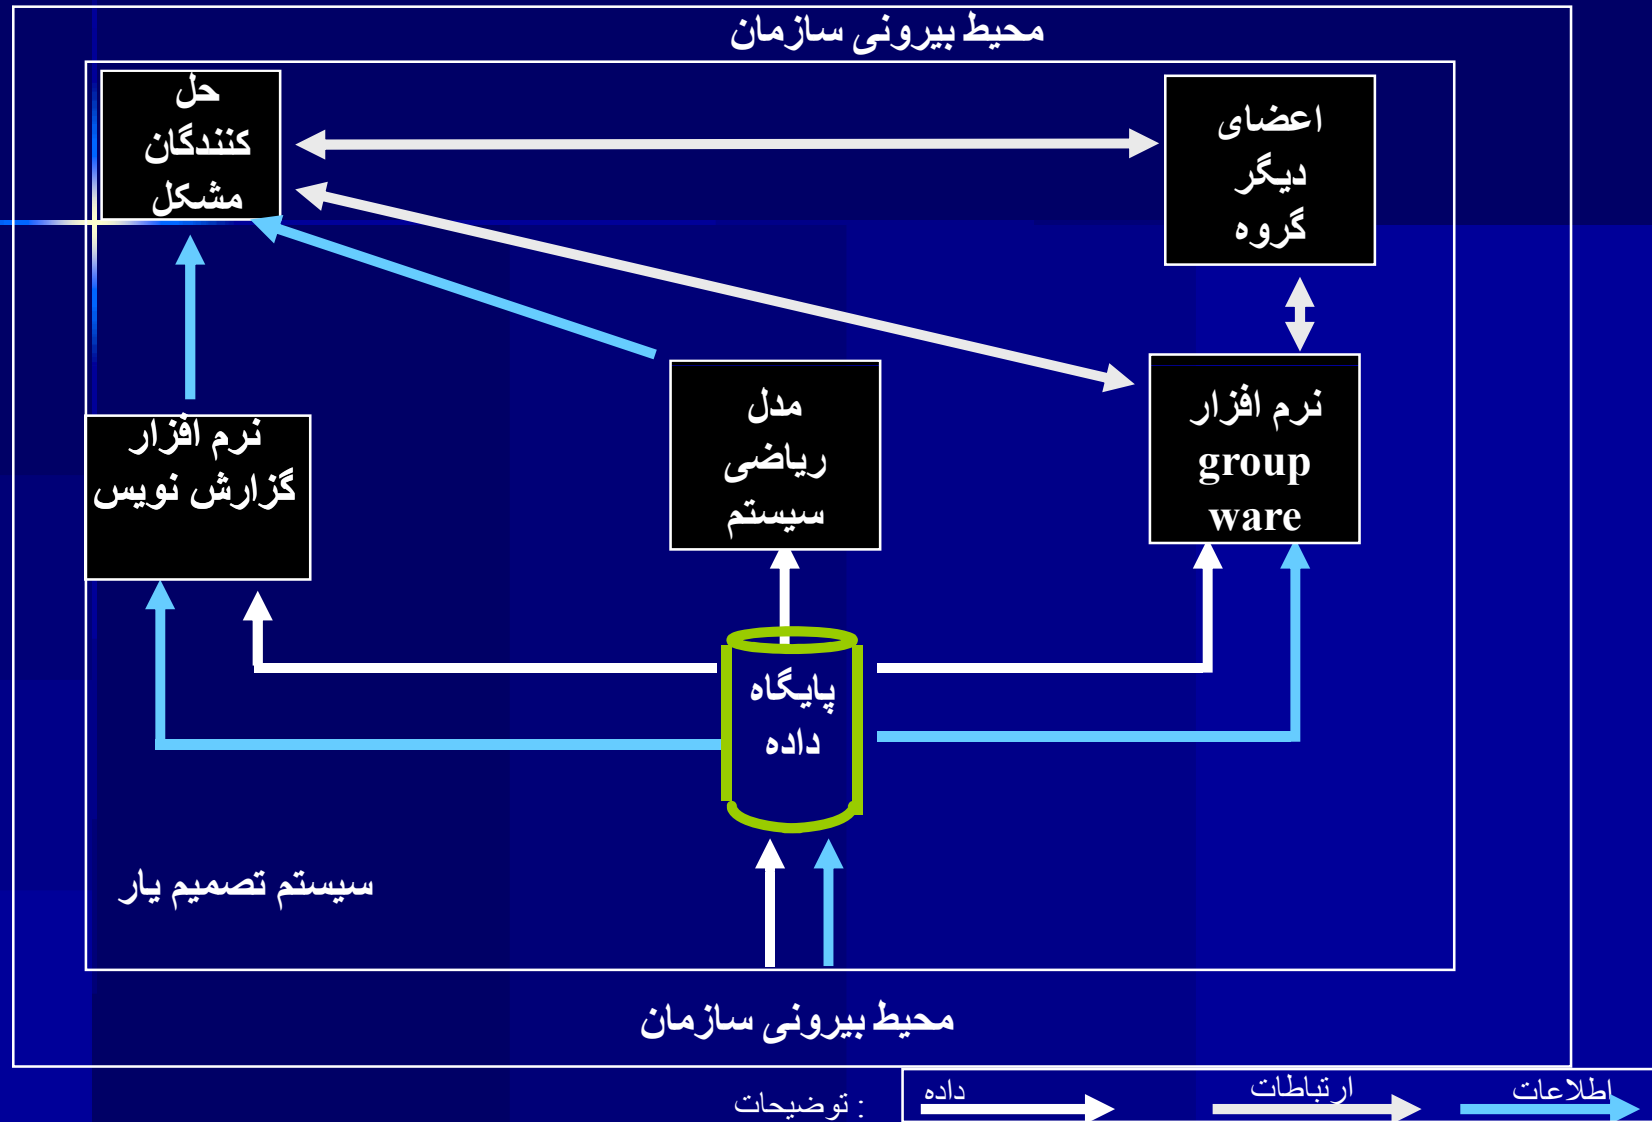 محیط بیرونی سازمان
حل
کنندگان
مشکل
اعضای
دیگر
گروه
نرم افزار
گزارش نویس
مدل
ریاضی
سیستم
نرم افزار
group
ware
پایگاه
داده
سیستم تصمیم یار
محیط بیرونی سازمان
توضیحات :
داده
ارتباطات
اطلاعات